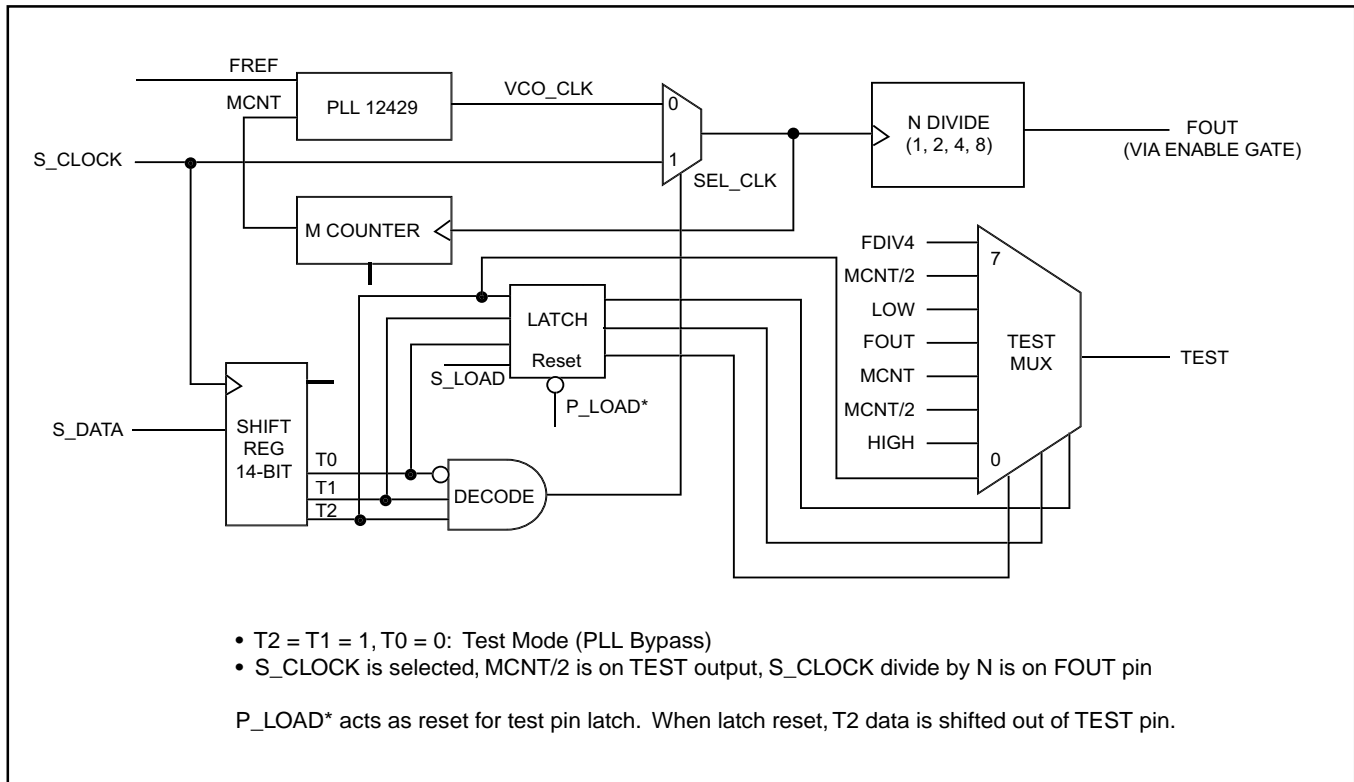 FREF
MCNT
PLL 12429
VCO_CLK
0
1
S_CLOCK
SEL_CLK
N DIVIDE
(1, 2, 4, 8)
FOUT
(VIA ENABLE GATE)
M COUNTER
LATCH
Reset
S_LOAD
P_LOAD*
S_DATA
SHIFT
REG
14-BIT
T0
T1
T2
DECODE
FDIV4
MCNT/2
LOW
FOUT
MCNT
MCNT/2
HIGH
7
0
TEST
MUX
TEST
• T2 = T1 = 1, T0 = 0: Test Mode (PLL Bypass)
• S_CLOCK is selected, MCNT/2 is on TEST output, S_CLOCK divide by N is on FOUT pin
P_LOAD* acts as reset for test pin latch. When latch reset, T2 data is shifted out of TEST pin.